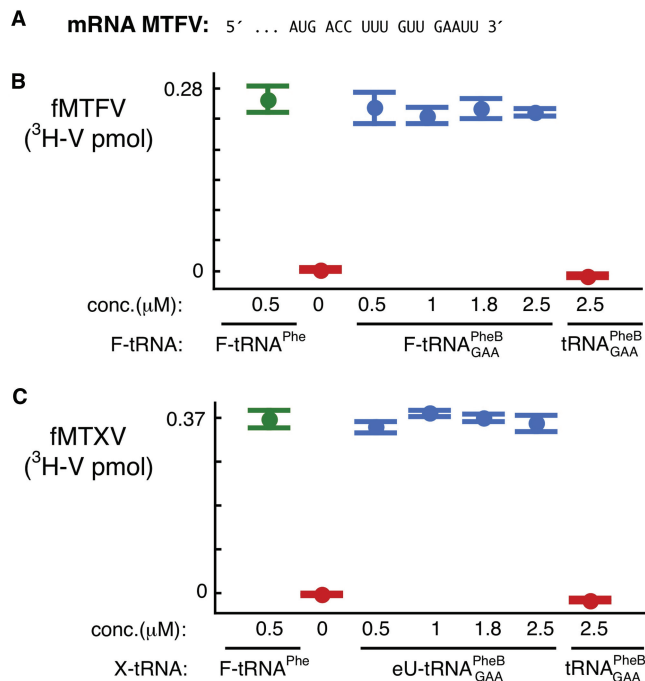 A
mRNA MTFV: 5′ ... AUG ACC UUU GUU GAAUU 3′
B
fMTFV
(³H-V pmol)
0.28
0
conc.(μM): 0.5 0 0.5 1 1.8 2.5 2.5
F-tRNA: F-tRNA^Phe F-tRNA^PheB_GAA tRNA^PheB_GAA
C
fMTXV
(³H-V pmol)
0.37
0
conc.(μM): 0.5 0 0.5 1 1.8 2.5 2.5
X-tRNA: F-tRNA^Phe eU-tRNA^PheB_GAA tRNA^PheB_GAA